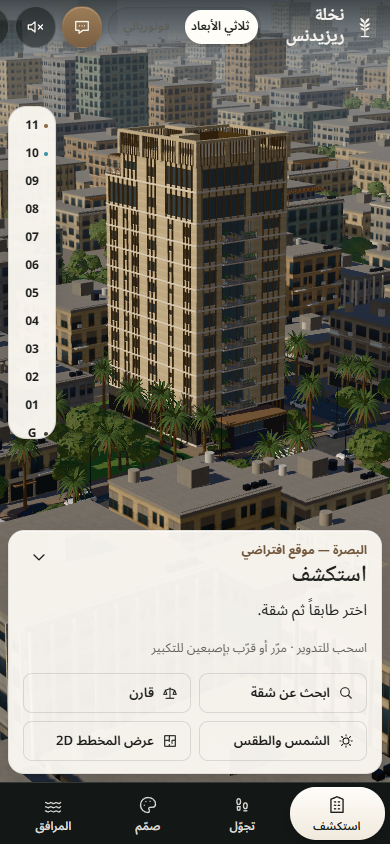 نخلة
ريزيدنس
ثلاثي الأبعاد
11
10
09
08
07
06
05
04
03
02
01
G
البصرة — موقع افتراضي
استكشف
اختر طابقاً ثم شقة.
اسحب للتدوير · مرّر أو قرّب بإصبعين للتكبير
ابحث عن شقة
قارن
الشمس والطقس
عرض المخطط 2D
استكشف
تجوّل
صمّم
المرافق